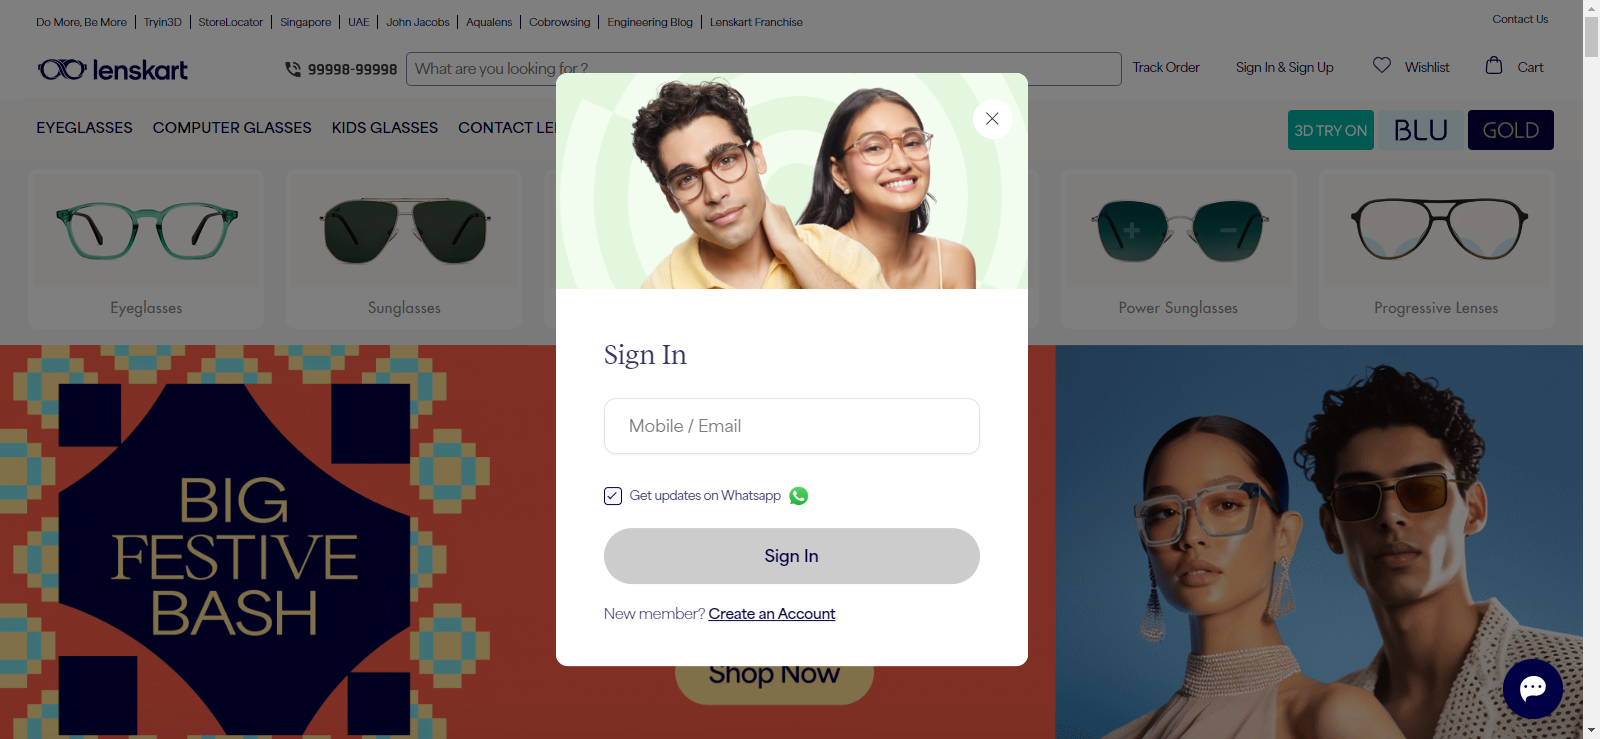 Do More, Be More
Tryin3D
StoreLocator
Singapore
UAE
John Jacobs
Aqualens
Cobrowsing
Engineering Blog
Lenskart Franchise
Contact Us
lenskart
99998-99998
What are you looking for ?
Track Order
Sign In & Sign Up
Wishlist
Cart
EYEGLASSES
COMPUTER GLASSES
KIDS GLASSES
CONTACT
3D TRY ON
BLU
GOLD
Eyeglasses
Sunglasses
Power Sunglasses
Progressive Lenses
Sign In
Mobile / Email
Get updates on Whatsapp
Sign In
New member? Create an Account
BIG
FESTIVE
BASH
Shop Now